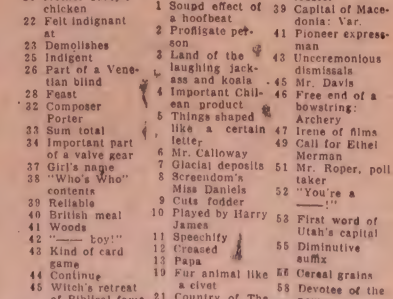 chicken
22 Felt indignant
at
23 Demolishes
25 Indigent
26 Part of a Vene-
tian blind
28 Feast
32 Composer
Porter
33 Sum total
34 Important part
of a valve gear
37 Girl's name
38 "Who's Who"
contents
39 Reliable
40 British meal
41 Woods
42 "—— boy!"
43 Kind of card
game
44 Continue
45 Witch's retreat
of Biblical fame
1 Sound effect of
a hoofbeat
2 Profligate per-
son
3 Land of the
laughing jack-
ass and koala
4 Important Chil-
ean product
5 Things shaped
like a certain
letter
6 Mr. Calloway
7 Glacial deposits
8 Screendom's
Miss Daniels
9 Cuts fodder
10 Played by Harry
James
11 Speechify
12 Creased
13 Papa
19 Fur animal like
a civet
21 Country of The
39 Capital of Mace-
donia: Var.
41 Pioneer express-
man
43 Unceremonious
dismissals
45 Mr. Davis
46 Free end of a
bowstring:
Archery
47 Irene of films
49 Call for Ethel
Merman
51 Mr. Roper, poll
taker
52 "You're a
——!"
53 First word of
Utah's capital
55 Diminutive
suffix
56 Cereal grains
58 Devotee of the